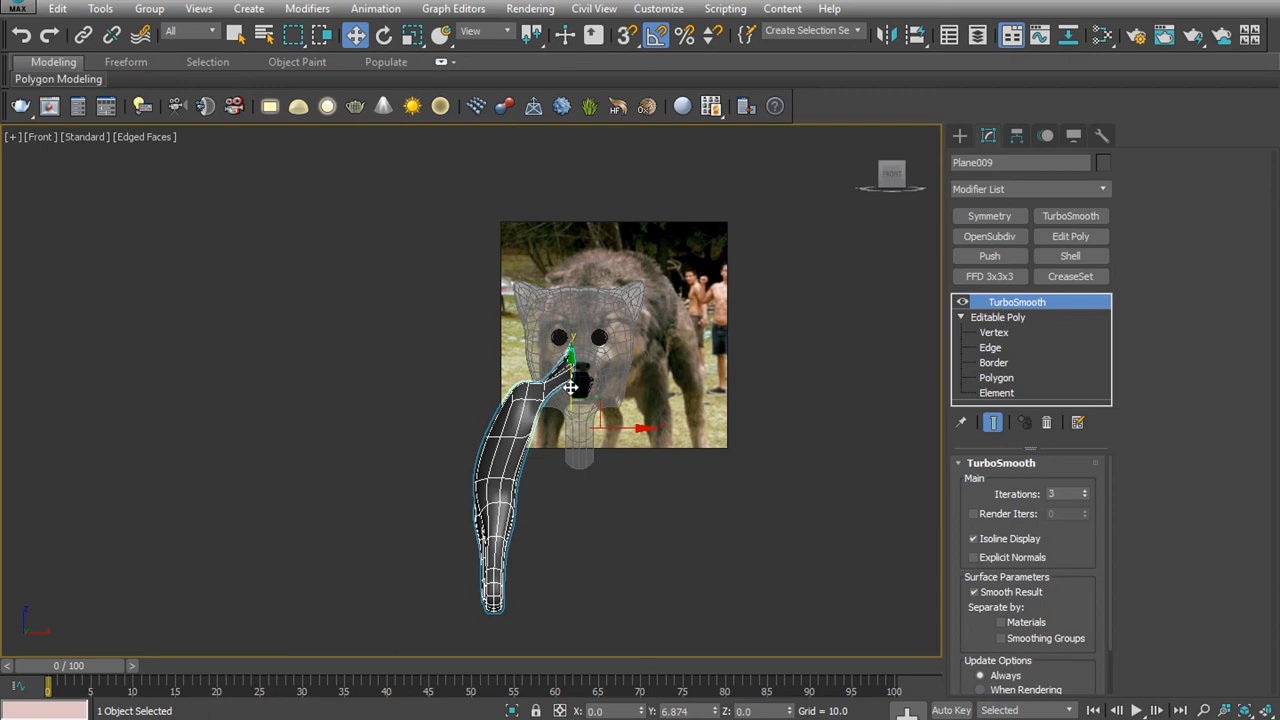 MAX Edit Tools Group Views Create Modifiers Animation Graph Editors Rendering Civil View Customize Scripting Content Help
All View 3 Create Selection Se
Modeling Freeform Selection Object Paint Populate
Polygon Modeling
[+] [Front] [Standard] [Edged Faces]
FRONT
Plane009
Modifier List
Symmetry TurboSmooth
OpenSubdiv Edit Poly
Push Shell
FFD 3x3x3 CreaseSet
TurboSmooth
Editable Poly
Vertex
Edge
Border
Polygon
Element
TurboSmooth
Main
Iterations: 3
Render Iters: 0
Isoline Display
Explicit Normals
Surface Parameters
Smooth Result
Separate by:
Materials
Smoothing Groups
Update Options
Always
When Rendering
y
z
x
< 0 / 100 >
0 5 10 15 20 25 30 35 40 45 50 55 60 65 70 75 80 85 90 95 100
1 Object Selected X: 0.0 Y: 6.874 Z: 0.0 Grid = 10.0 Auto Key Selected